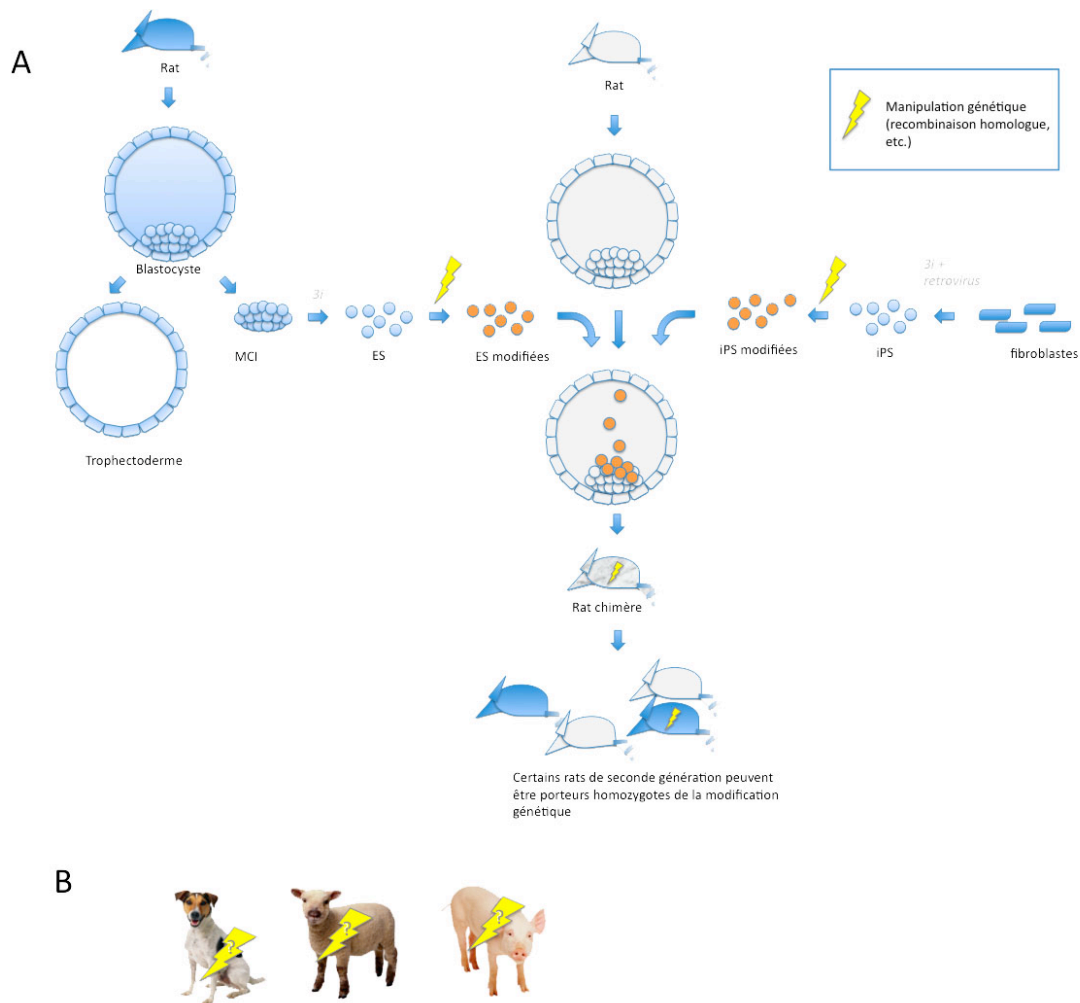 A
Rat
Rat
Manipulation génétique
(recombinaison homologue,
etc.)
Blastocyste
3i
3i +
retrovirus
MCI
ES
ES modifiées
iPS modifiées
iPS
fibroblastes
Trophectoderme
Rat chimère
Certains rats de seconde génération peuvent
être porteurs homozygotes de la modification
génétique
B
?
?
?